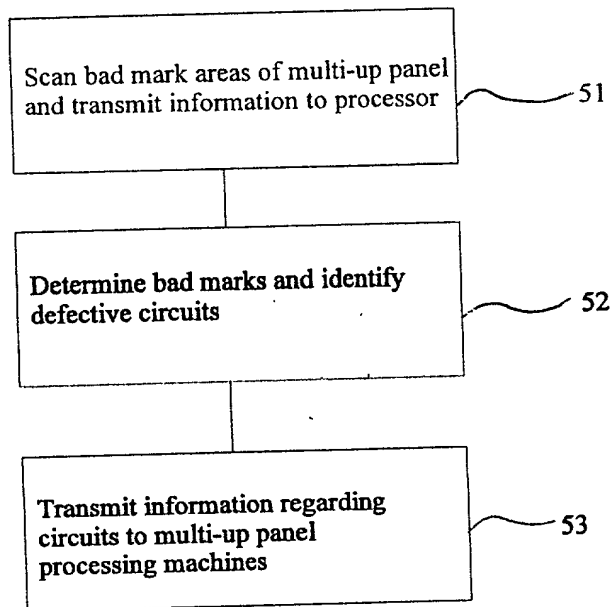 Scan bad mark areas of multi-up panel
and transmit information to processor
51
Determine bad marks and identify
defective circuits
52
Transmit information regarding
circuits to multi-up panel
processing machines
53